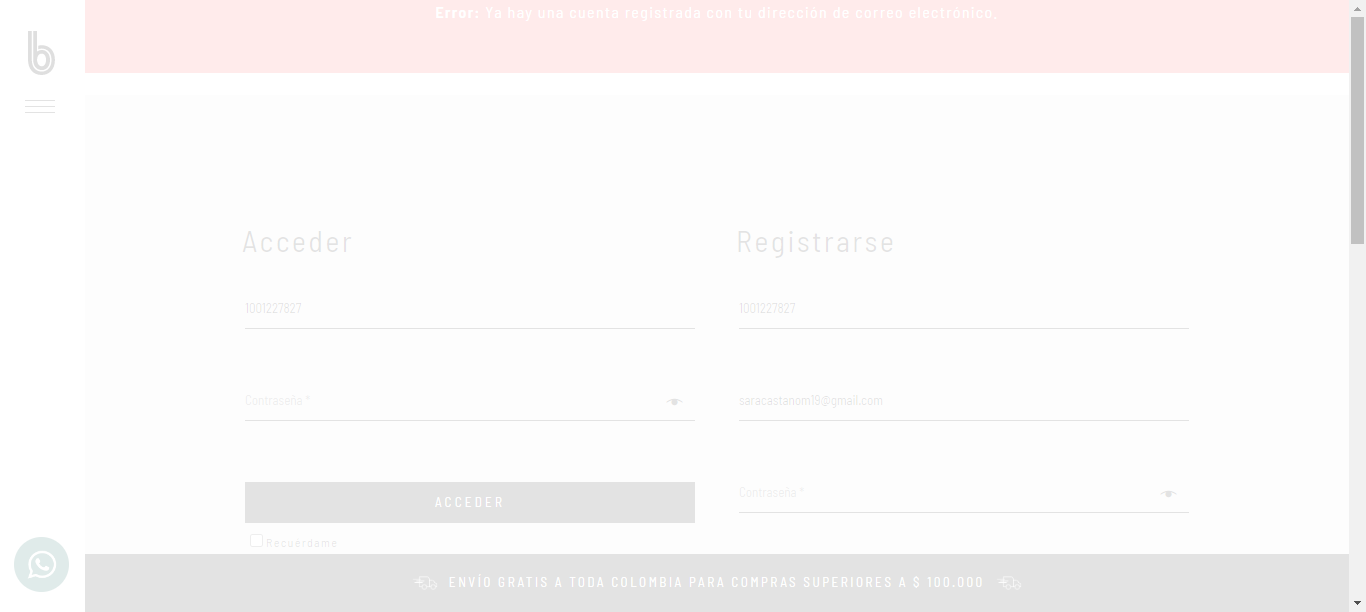 Error: Ya hay una cuenta registrada con tu dirección de correo electrónico.
b
Acceder
1001227827
Contraseña *
ACCEDER
Recuérdame
Registrarse
1001227827
saracastanom19@gmail.com
Contraseña *
ENVÍO GRATIS A TODA COLOMBIA PARA COMPRAS SUPERIORES A $ 100.000